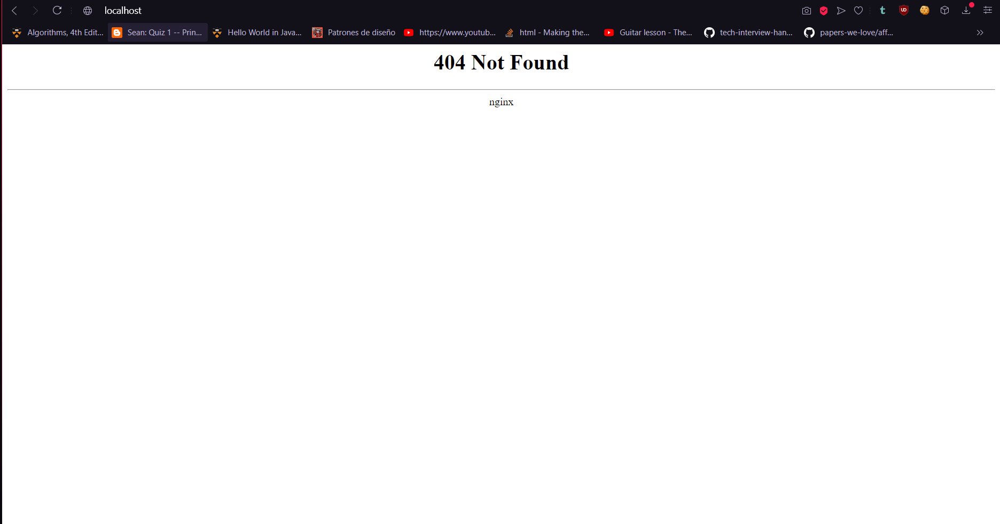 localhost
Algorithms, 4th Edit... Sean: Quiz 1 -- Prin... Hello World in Java... Patrones de diseño https://www.youtub... html - Making the... Guitar lesson - The... tech-interview-han... papers-we-love/aff...
404 Not Found
nginx